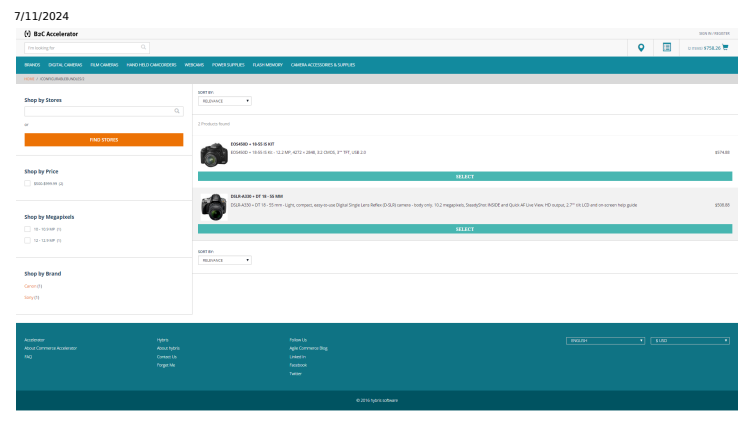 7/11/2024
B2C Accelerator
SIGN IN / REGISTER
I'm looking for
$758,26
BRANDS DIGITAL CAMERAS FILM CAMERAS HAND HELD CAMCORDERS WEBCAMS POWER SUPPLIES FLASH MEMORY CAMERA ACCESSORIES & SUPPLIES
HOME /
SORT BY:
RELEVANCE
Shop by Stores
or
FIND STORES
2 Products found
EOS450D + 18-55 IS KIT
EOS450D + 18-55 IS Kit - 12.2 MP, 4272 x 2848, 3:2 CMOS, 3"" TFT, USB 2.0
$574.88
SELECT
Shop by Price
$500-$999.99 (2)
DSLR-A330 + DT 18 - 55 MM
DSLR-A330 + DT 18 - 55 mm - Light, compact, easy-to-use Digital Single Lens Reflex (D-SLR) camera - body only, 10.2 megapixels, SteadyShot INSIDE and Quick AF Live View, HD output, 2.7"" tilt LCD and on-screen help guide
SELECT
Shop by Megapixels
10 - 10.9 MP (1)
12 - 12.9 MP (1)
SORT BY:
RELEVANCE
Shop by Brand
Canon (1)
Sony (1)
Accelerator
About Commerce Accelerator
FAQ
Hybris
About hybris
Contact Us
Forget Me
Follow Us
Agile Commerce Blog
Linked In
Facebook
Twitter
ENGLISH
$ USD
© 2016 hybris software